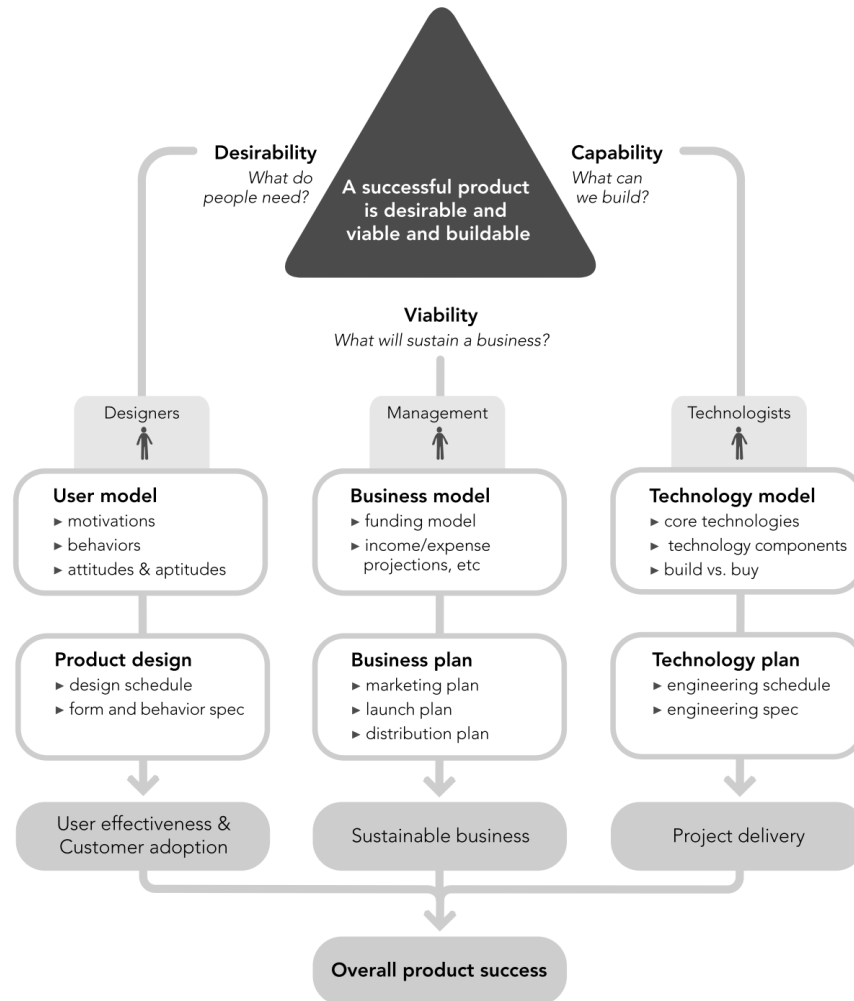 Desirability
What do
people need?
A successful product
is desirable and
viable and buildable
Capability
What can
we build?
Viability
What will sustain a business?
Designers
User model
▸ motivations
▸ behaviors
▸ attitudes & aptitudes
Product design
▸ design schedule
▸ form and behavior spec
User effectiveness &
Customer adoption
Management
Business model
▸ funding model
▸ income/expense
projections, etc
Business plan
▸ marketing plan
▸ launch plan
▸ distribution plan
Sustainable business
Technologists
Technology model
▸ core technologies
▸ technology components
▸ build vs. buy
Technology plan
▸ engineering schedule
▸ engineering spec
Project delivery
Overall product success